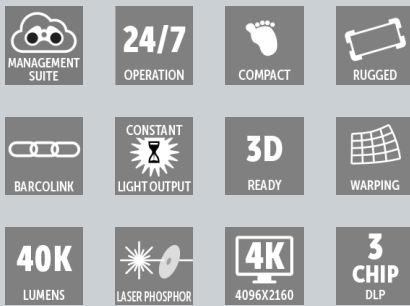 MANAGEMENT
SUITE
24/7
OPERATION
COMPACT
RUGGED
BARCOLINK
CONSTANT
LIGHT OUTPUT
3D
READY
WARPING
40K
LUMENS
LASER PHOSPHOR
4K
4096X2160
3
CHIP
DLP